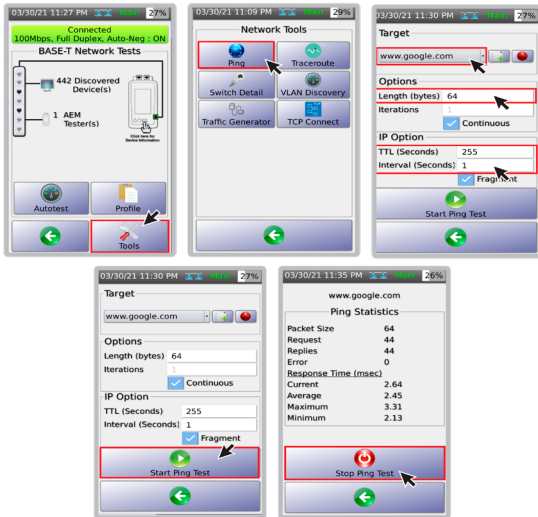 03/30/21 11:27 PM Main 27%
Connected
100Mbps, Full Duplex, Auto-Neg : ON
BASE-T Network Tests
442 Discovered
Device(s)
1 AEM
Tester(s)
Click here for
Device Information
Autotest
Profile
Tools
03/30/21 11:09 PM Main 29%
Network Tools
Ping
Traceroute
Switch Detail
VLAN Discovery
Traffic Generator
TCP Connect
03/30/21 11:30 PM Main 27%
Target
www.google.com
Options
Length (bytes) 64
Iterations 1
Continuous
IP Option
TTL (Seconds) 255
Interval (Seconds) 1
Fragment
Start Ping Test
03/30/21 11:30 PM Main 27%
Target
www.google.com
Options
Length (bytes) 64
Iterations 1
Continuous
IP Option
TTL (Seconds) 255
Interval (Seconds) 1
Fragment
Start Ping Test
03/30/21 11:35 PM Main 26%
www.google.com
Ping Statistics
Packet Size 64
Request 44
Replies 44
Error 0
Response Time (msec)
Current 2.64
Average 2.45
Maximum 3.31
Minimum 2.13
Stop Ping Test